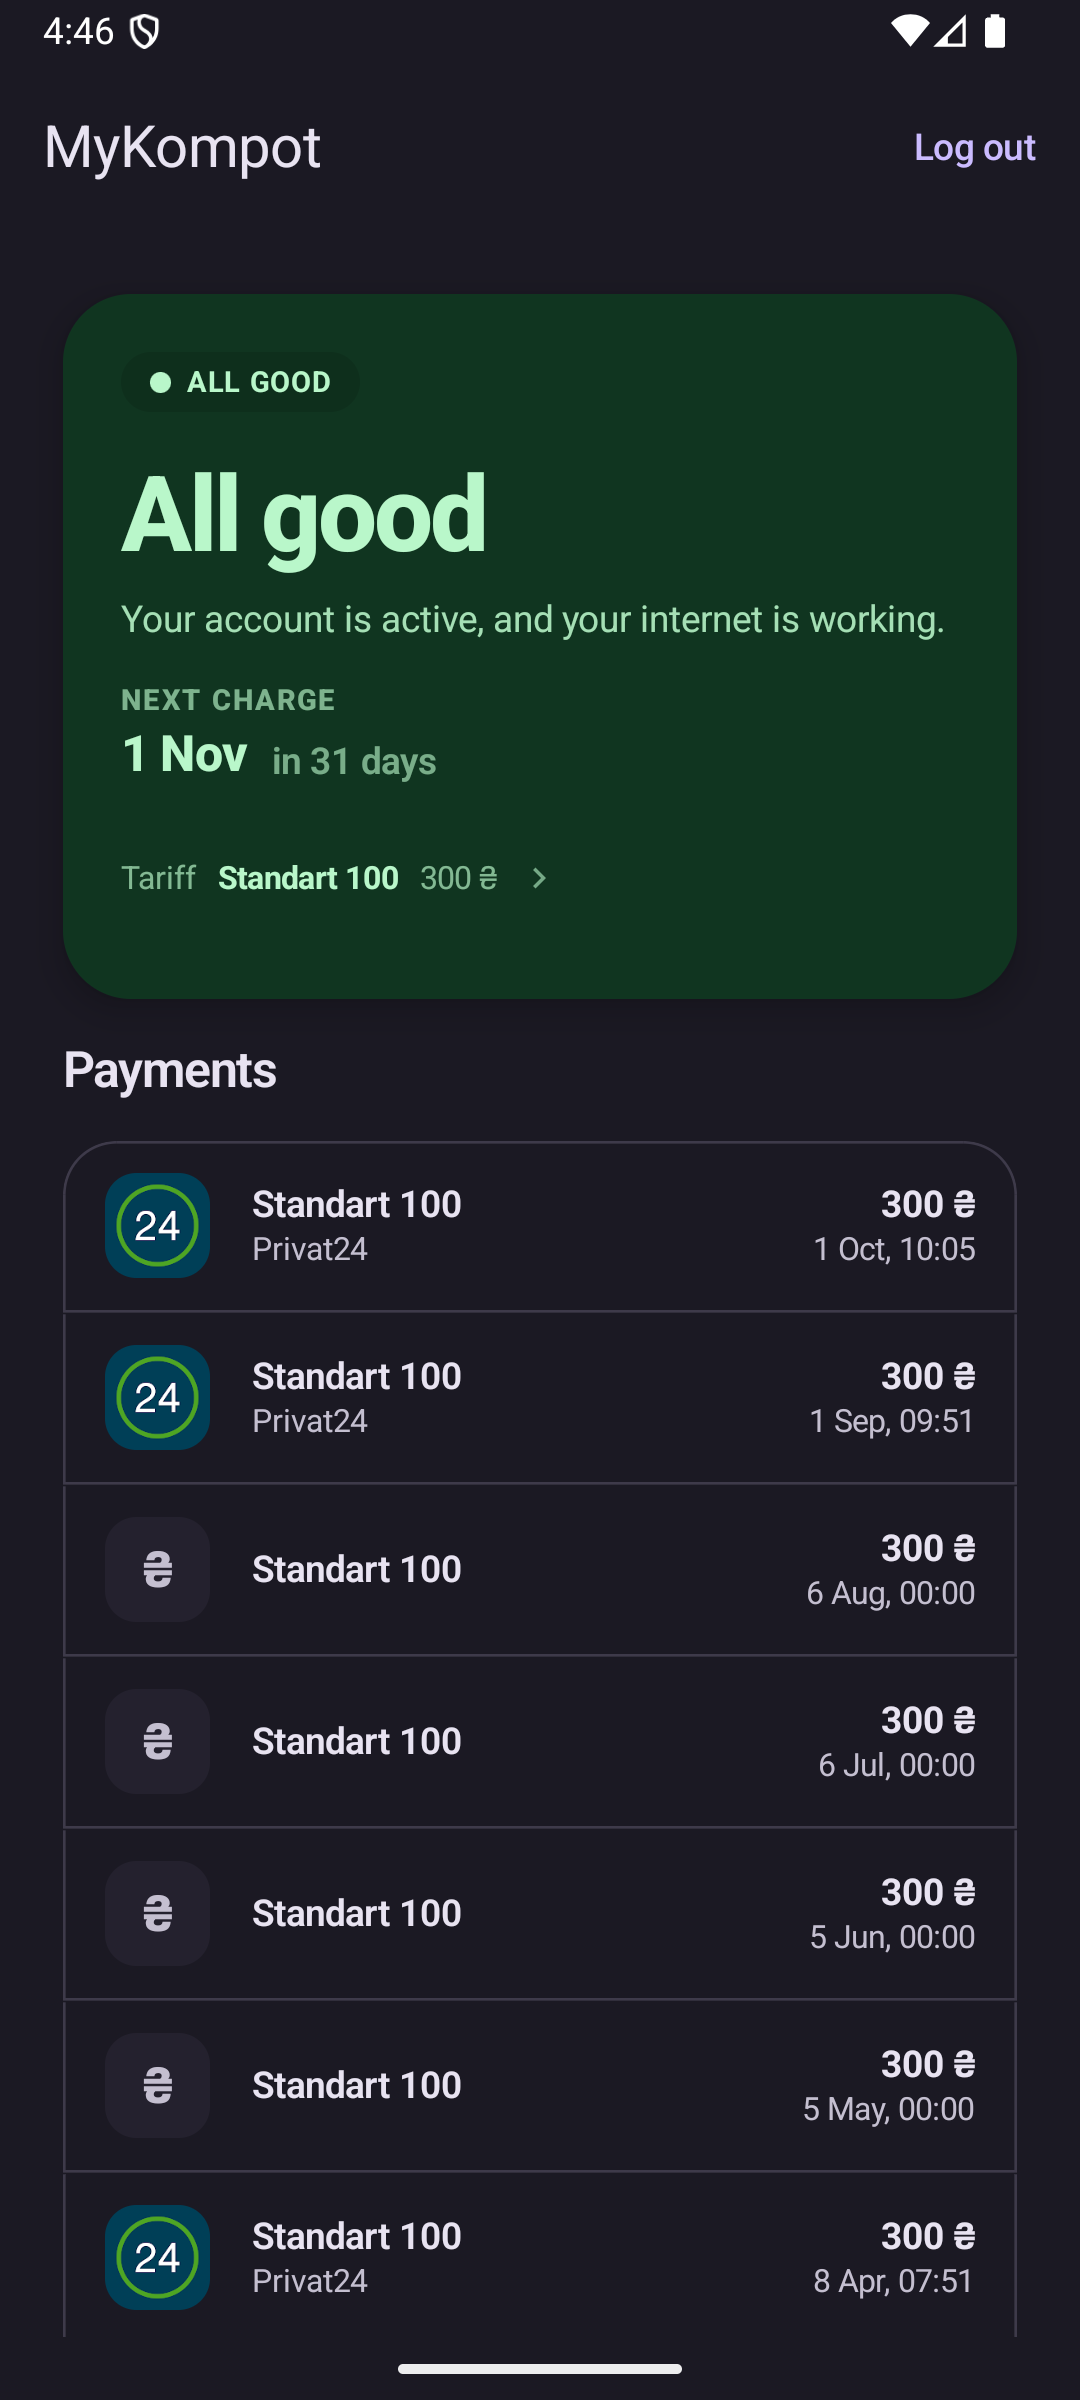 4:46
MyKompot
Log out
ALL GOOD
All good
Your account is active, and your internet is working.
NEXT CHARGE
1 Nov in 31 days
Tariff Standart 100 300 ₴
Payments
24
Standart 100
Privat24
300 ₴
1 Oct, 10:05
24
Standart 100
Privat24
300 ₴
1 Sep, 09:51
₴
Standart 100
300 ₴
6 Aug, 00:00
₴
Standart 100
300 ₴
6 Jul, 00:00
₴
Standart 100
300 ₴
5 Jun, 00:00
₴
Standart 100
300 ₴
5 May, 00:00
24
Standart 100
Privat24
300 ₴
8 Apr, 07:51